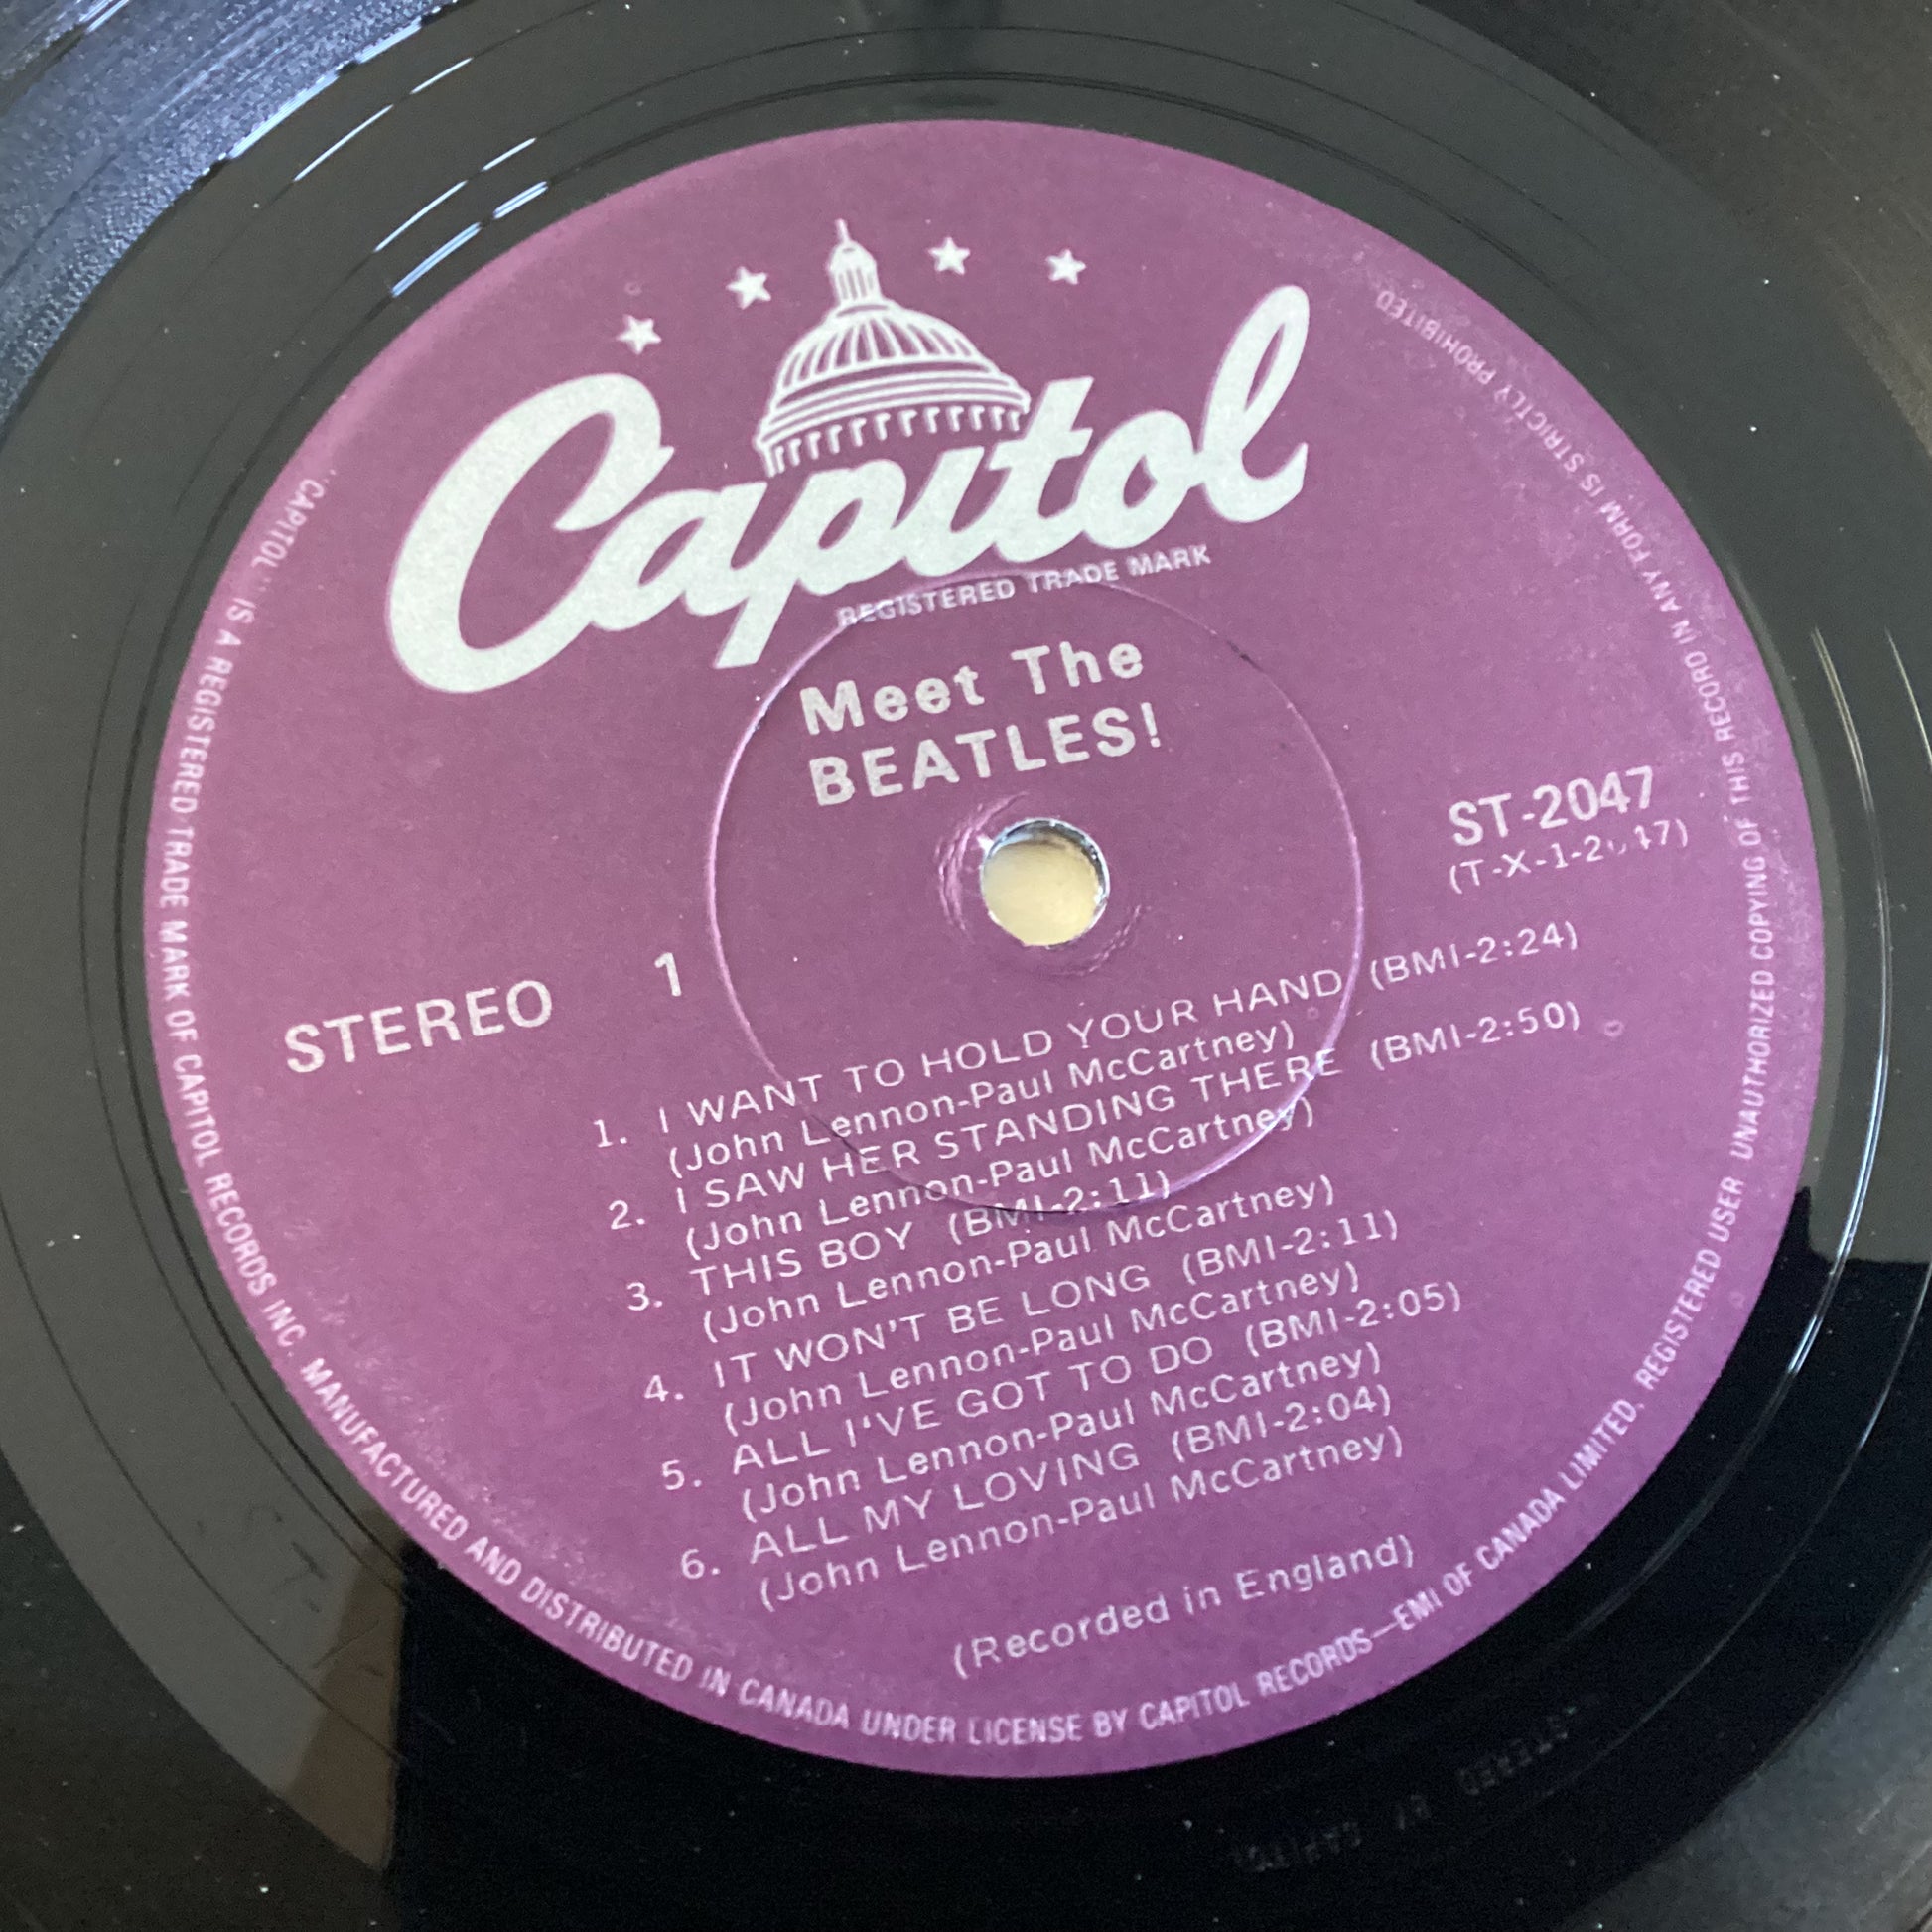 Capitol
REGISTERED TRADE MARK
Meet The
BEATLES!
ST-2047
STEREO 1
1. I WANT TO HOLD YOUR HAND (BMI-2:24)
(John Lennon-Paul McCartney)
2. I SAW HER STANDING THERE (BMI-2:50)
(John Lennon-Paul McCartney)
3. THIS BOY (BMI-2:11)
(John Lennon-Paul McCartney)
4. IT WON'T BE LONG (BMI-2:11)
(John Lennon-Paul McCartney)
5. ALL I'VE GOT TO DO (BMI-2:05)
(John Lennon-Paul McCartney)
6. ALL MY LOVING (BMI-2:04)
(John Lennon-Paul McCartney)
(Recorded in England)
"CAPITOL" IS A REGISTERED TRADE MARK OF CAPITOL RECORDS INC. MANUFACTURED AND DISTRIBUTED IN CANADA UNDER LICENSE BY CAPITOL RECORDS—EMI OF CANADA LIMITED, REGISTERED USER UNAUTHORIZED COPYING OF THIS RECORD IN ANY FORM IS STRICTLY PROHIBITED